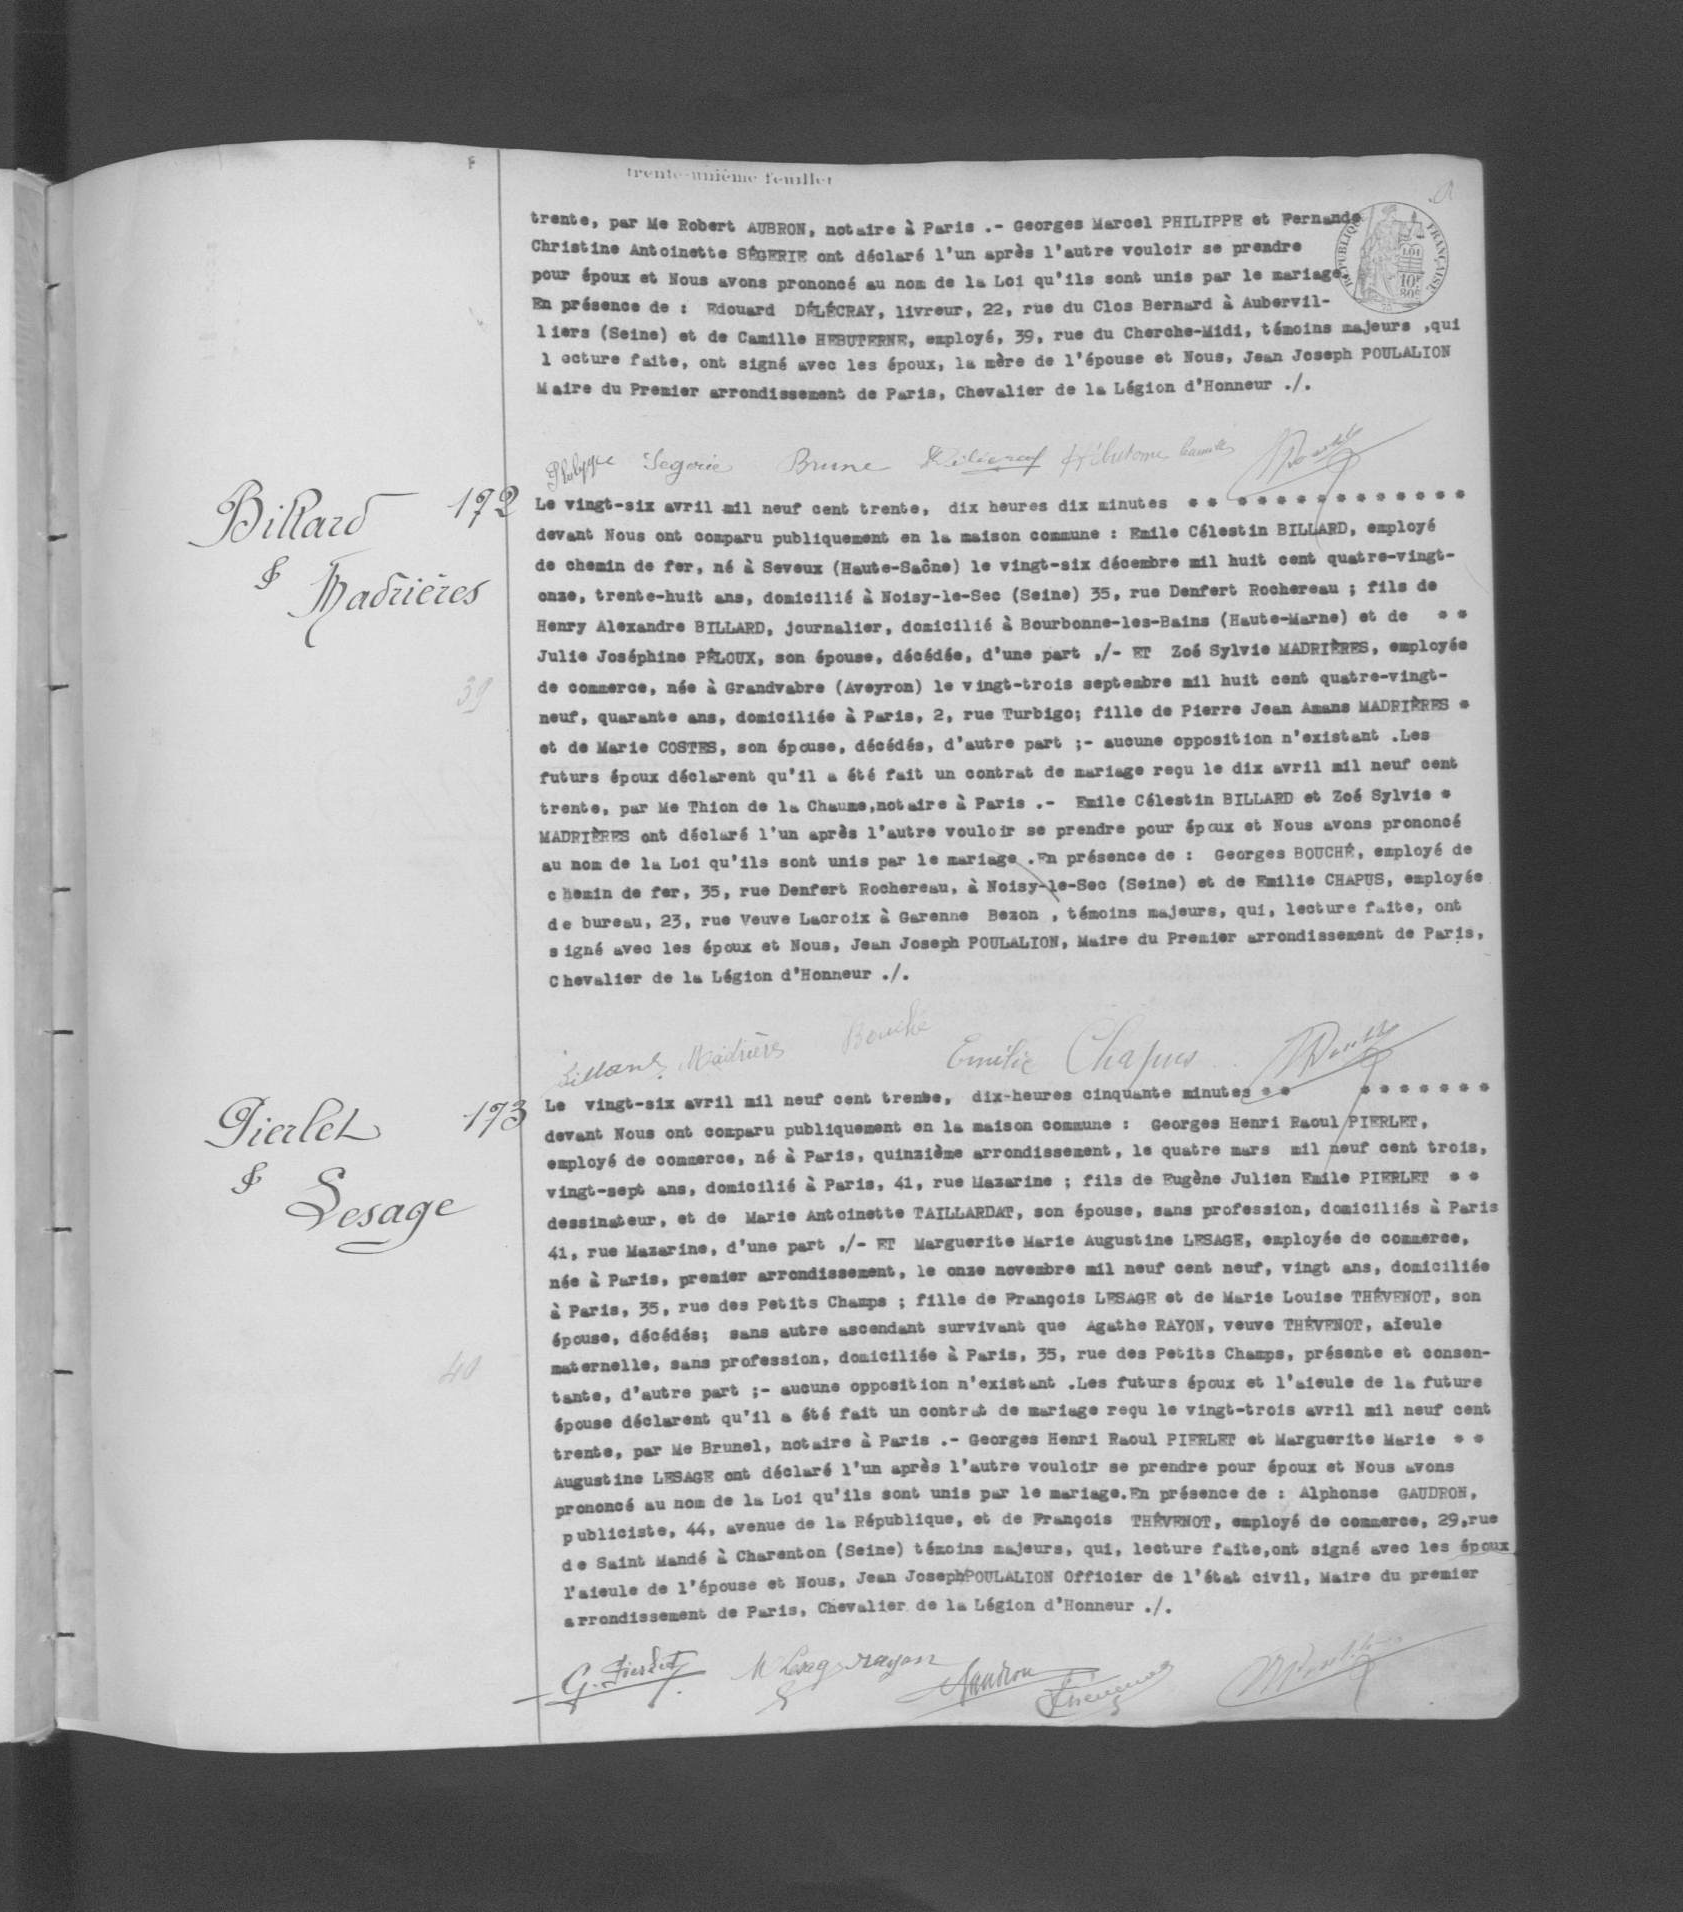 trente-unième feuillet
trente, par Me Robert AUBRON, notaire à Paris .- Georges Marcel PHILIPPE et Fernande
Christine Antoinette SÉGERIE ont déclaré l'un après l'autre vouloir se prendre
pour époux et Nous avons prononcé au nom de la Loi qu'ils sont unis par le mariage.
En présence de : Edouard DÉLÉCRAY, livreur, 22, rue du Clos Bernard à Aubervil-
liers (Seine) et de Camille HEBUTERNE, employé, 39, rue du Cherche-Midi, témoins majeurs ,qui
lecture faite, ont signé avec les époux, la mère de l'épouse et Nous, Jean Joseph POULALION
Maire du Premier arrondissement de Paris, Chevalier de la Légion d'Honneur ./.
RÉPUBLIQUE FRANÇAISE
Philippe Segerie Brune Délécray Hébuterne Camille
Billard
&
Madrières
172
Le vingt-six avril mil neuf cent trente, dix heures dix minutes * * * * * * * * * * * * * *
devant Nous ont comparu publiquement en la maison commune : Emile Célestin BILLARD, employé
de chemin de fer, né à Seveux (Haute-Saône) le vingt-six décembre mil huit cent quatre-vingt-
onze, trente-huit ans, domicilié à Noisy-le-Sec (Seine) 35, rue Denfert Rochereau ; fils de
Henry Alexandre BILLARD, journalier, domicilié à Bourbonne-les-Bains (Haute-Marne) et de * *
Julie Joséphine PÉLOUX, son épouse, décédée, d'une part ,/- ET Zoé Sylvie MADRIÈRES, employée
de commerce, née à Grandvabre (Aveyron) le vingt-trois septembre mil huit cent quatre-vingt-
39
neuf, quarante ans, domiciliée à Paris, 2, rue Turbigo; fille de Pierre Jean Amans MADRIÈRES *
et de Marie COSTES, son épouse, décédés, d'autre part ;- aucune opposition n'existant .Les
futurs époux déclarent qu'il a été fait un contrat de mariage reçu le dix avril mil neuf cent
trente, par Me Thion de la Chaume,notaire à Paris .- Emile Célestin BILLARD et Zoé Sylvie *
MADRIÈRES ont déclaré l'un après l'autre vouloir se prendre pour époux et Nous avons prononcé
au nom de la Loi qu'ils sont unis par le mariage .En présence de : Georges BOUCHÉ, employé de
chemin de fer, 35, rue Denfert Rochereau, à Noisy-le-Sec (Seine) et de Emilie CHAPUS, employée
de bureau, 23, rue Veuve Lacroix à Garenne Bezon , témoins majeurs, qui, lecture faite, ont
signé avec les époux et Nous, Jean Joseph POULALION, Maire du Premier arrondissement de Paris,
Chevalier de la Légion d'Honneur ./.
Billard Madrières Bouché Emilie Chapus
Pierlet
&
Lesage
173
Le vingt-six avril mil neuf cent trente, dix-heures cinquante minutes * * * * * * * * *
devant Nous ont comparu publiquement en la maison commune : Georges Henri Raoul PIERLET,
employé de commerce, né à Paris, quinzième arrondissement, le quatre mars mil neuf cent trois,
vingt-sept ans, domicilié à Paris, 41, rue Mazarine ; fils de Eugène Julien Emile PIERLET * *
dessinateur, et de Marie Antoinette TAILLARDAT, son épouse, sans profession, domiciliés à Paris
41, rue Mazarine, d'une part ,/- ET Marguerite Marie Augustine LESAGE, employée de commerce,
née à Paris, premier arrondissement, le onze novembre mil neuf cent neuf, vingt ans, domiciliée
à Paris, 35, rue des Petits Champs ; fille de François LESAGE et de Marie Louise THÉVENOT, son
épouse, décédés; sans autre ascendant survivant que Agathe RAYON, veuve THÉVENOT, aïeule
40
maternelle, sans profession, domiciliée à Paris, 35, rue des Petits Champs, présente et consen-
tante, d'autre part ;- aucune opposition n'existant .Les futurs époux et l'aieule de la future
épouse déclarent qu'il a été fait un contrat de mariage reçu le vingt-trois avril mil neuf cent
trente, par Me Brunel, notaire à Paris .- Georges Henri Raoul PIERLET et Marguerite Marie * *
Augustine LESAGE ont déclaré l'un après l'autre vouloir se prendre pour époux et Nous avons
prononcé au nom de la Loi qu'ils sont unis par le mariage.En présence de : Alphonse GAUDRON,
publiciste, 44, avenue de la République, et de François THÉVENOT, employé de commerce, 29,rue
de Saint Mandé à Charenton (Seine) témoins majeurs, qui, lecture faite,ont signé avec les époux
l'aieule de l'épouse et Nous, Jean Joseph POULALION Officier de l'état civil, Maire du premier
arrondissement de Paris, Chevalier de la Légion d'Honneur ./.
G. Pierlet M Lesage rayon Gaudron Thévenot